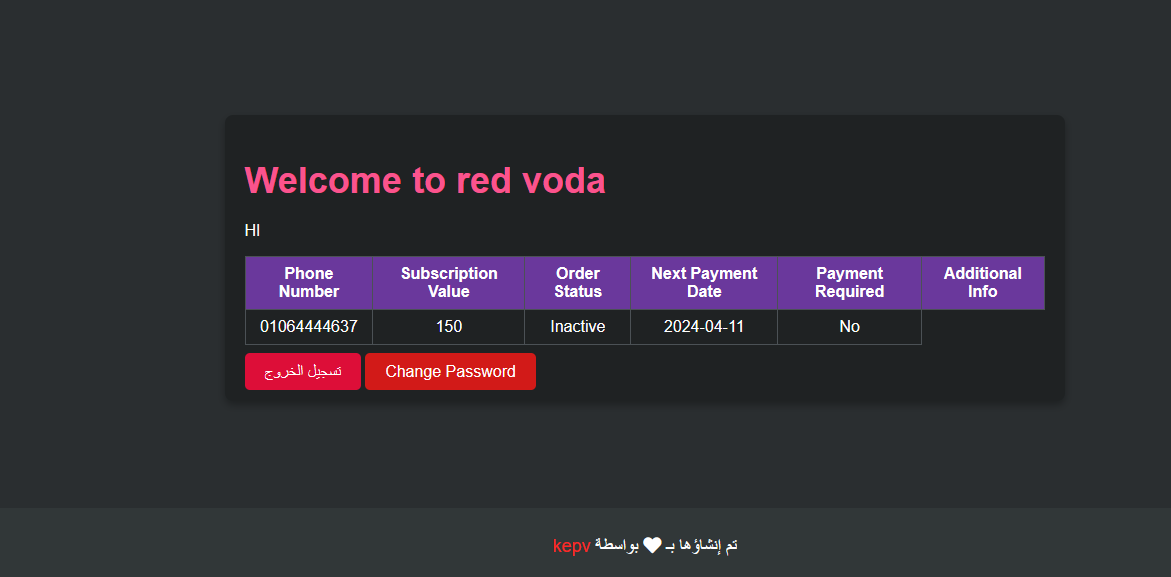 Welcome to red voda
HI
Phone Number	Subscription Value	Order Status	Next Payment Date	Payment Required	Additional Info
01064444637	150	Inactive	2024-04-11	No
تسجيل الخروج	Change Password
تم إنشاؤها بـ ♥ بواسطة kepv